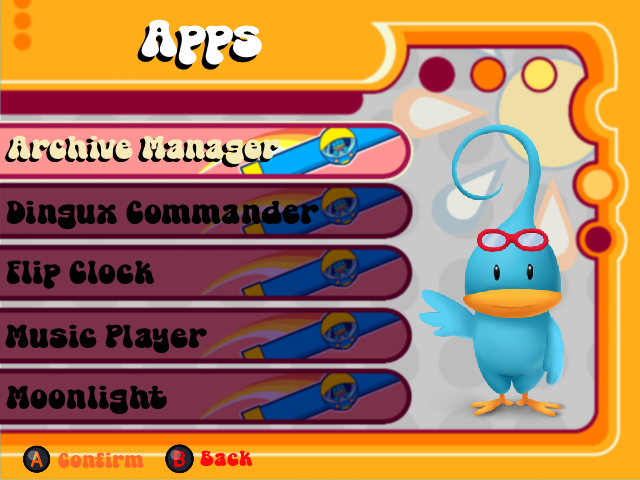 Apps
Archive Manager
Dingux Commander
Flip Clock
Music Player
Moonlight
A Confirm B Back